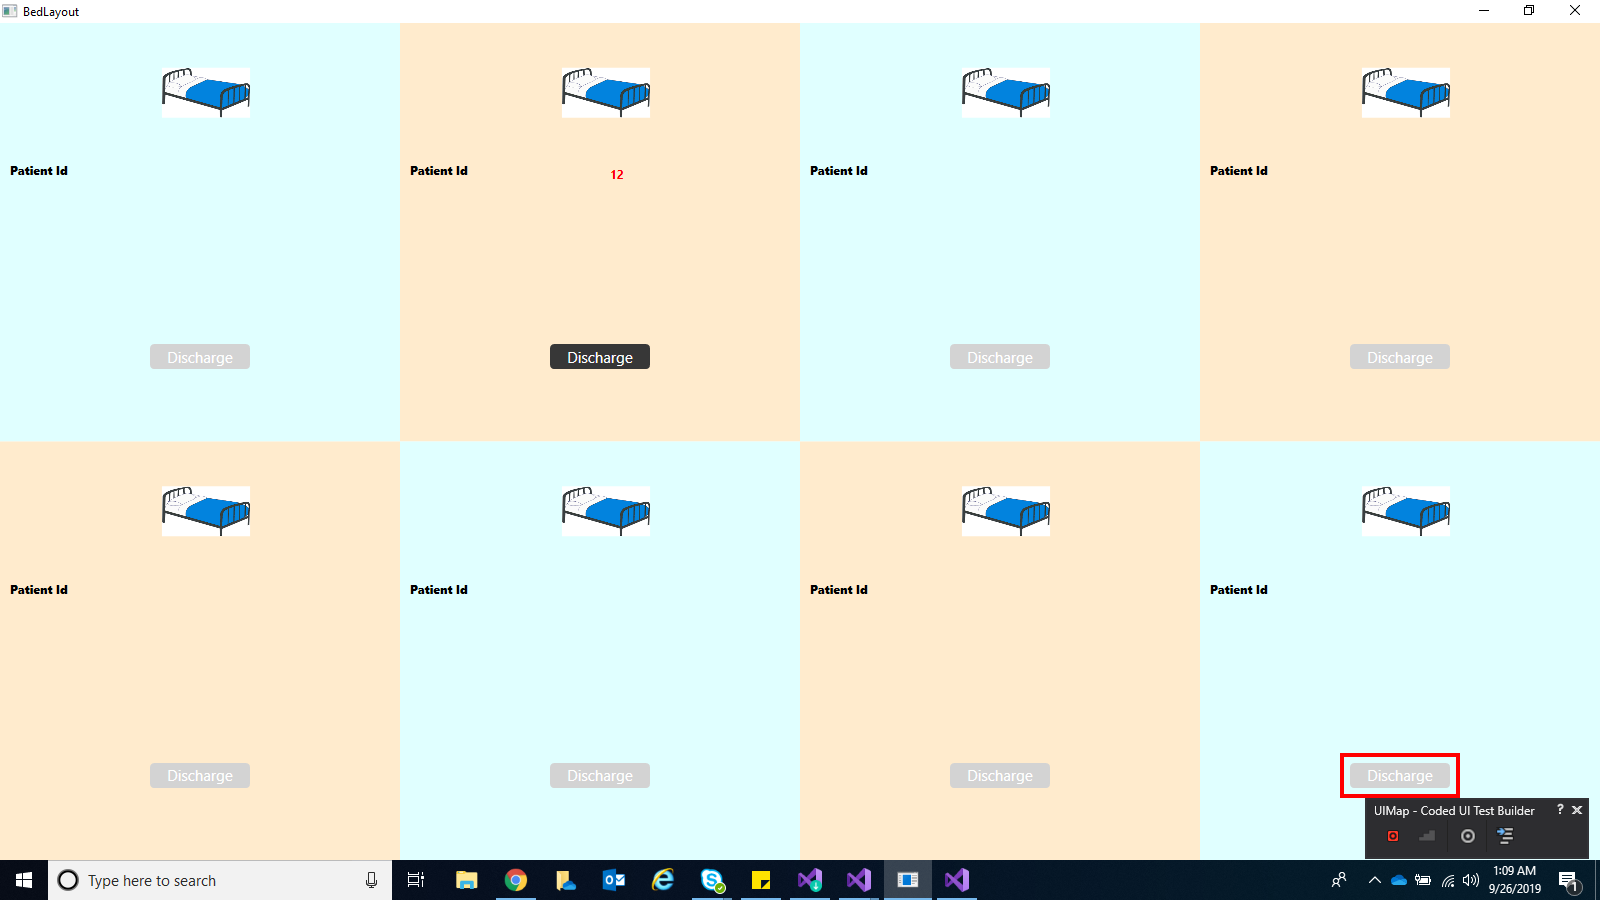 BedLayout
Patient Id
Patient Id 12
Patient Id
Patient Id
Discharge
Discharge
Discharge
Discharge
Patient Id
Patient Id
Patient Id
Patient Id
Discharge
Discharge
Discharge
Discharge
UIMap - Coded UI Test Builder ?
Type here to search
1:09 AM
9/26/2019
1